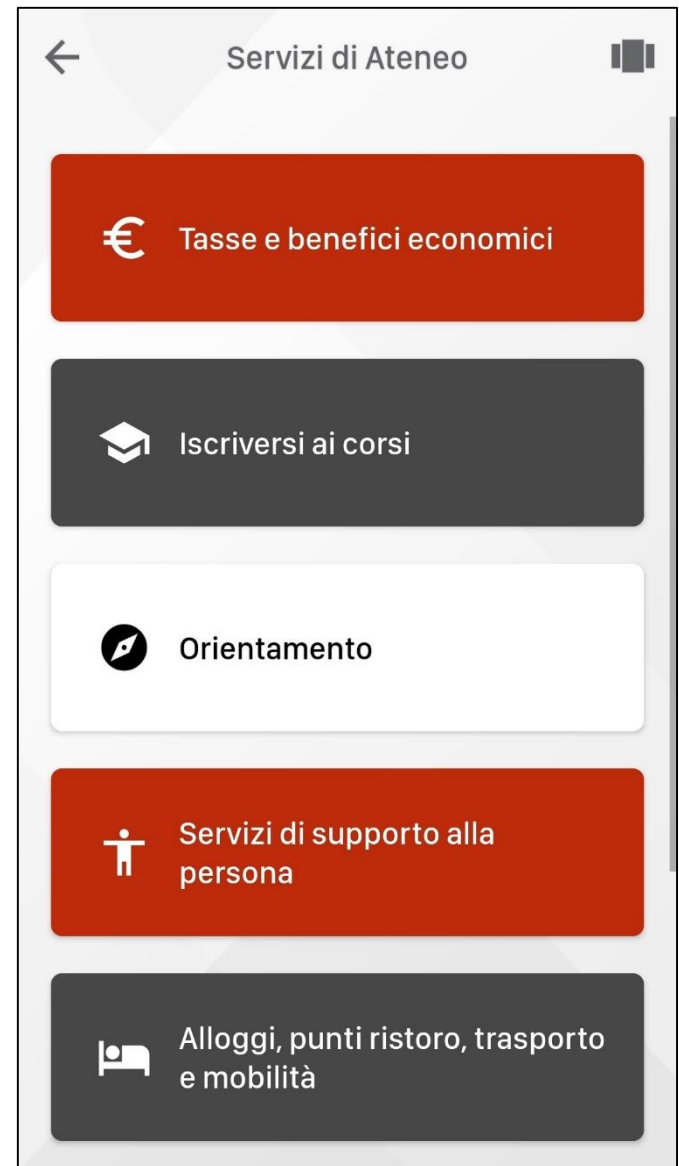 Servizi di Ateneo
€ Tasse e benefici economici
Iscriversi ai corsi
Orientamento
Servizi di supporto alla
persona
Alloggi, punti ristoro, trasporto
e mobilità